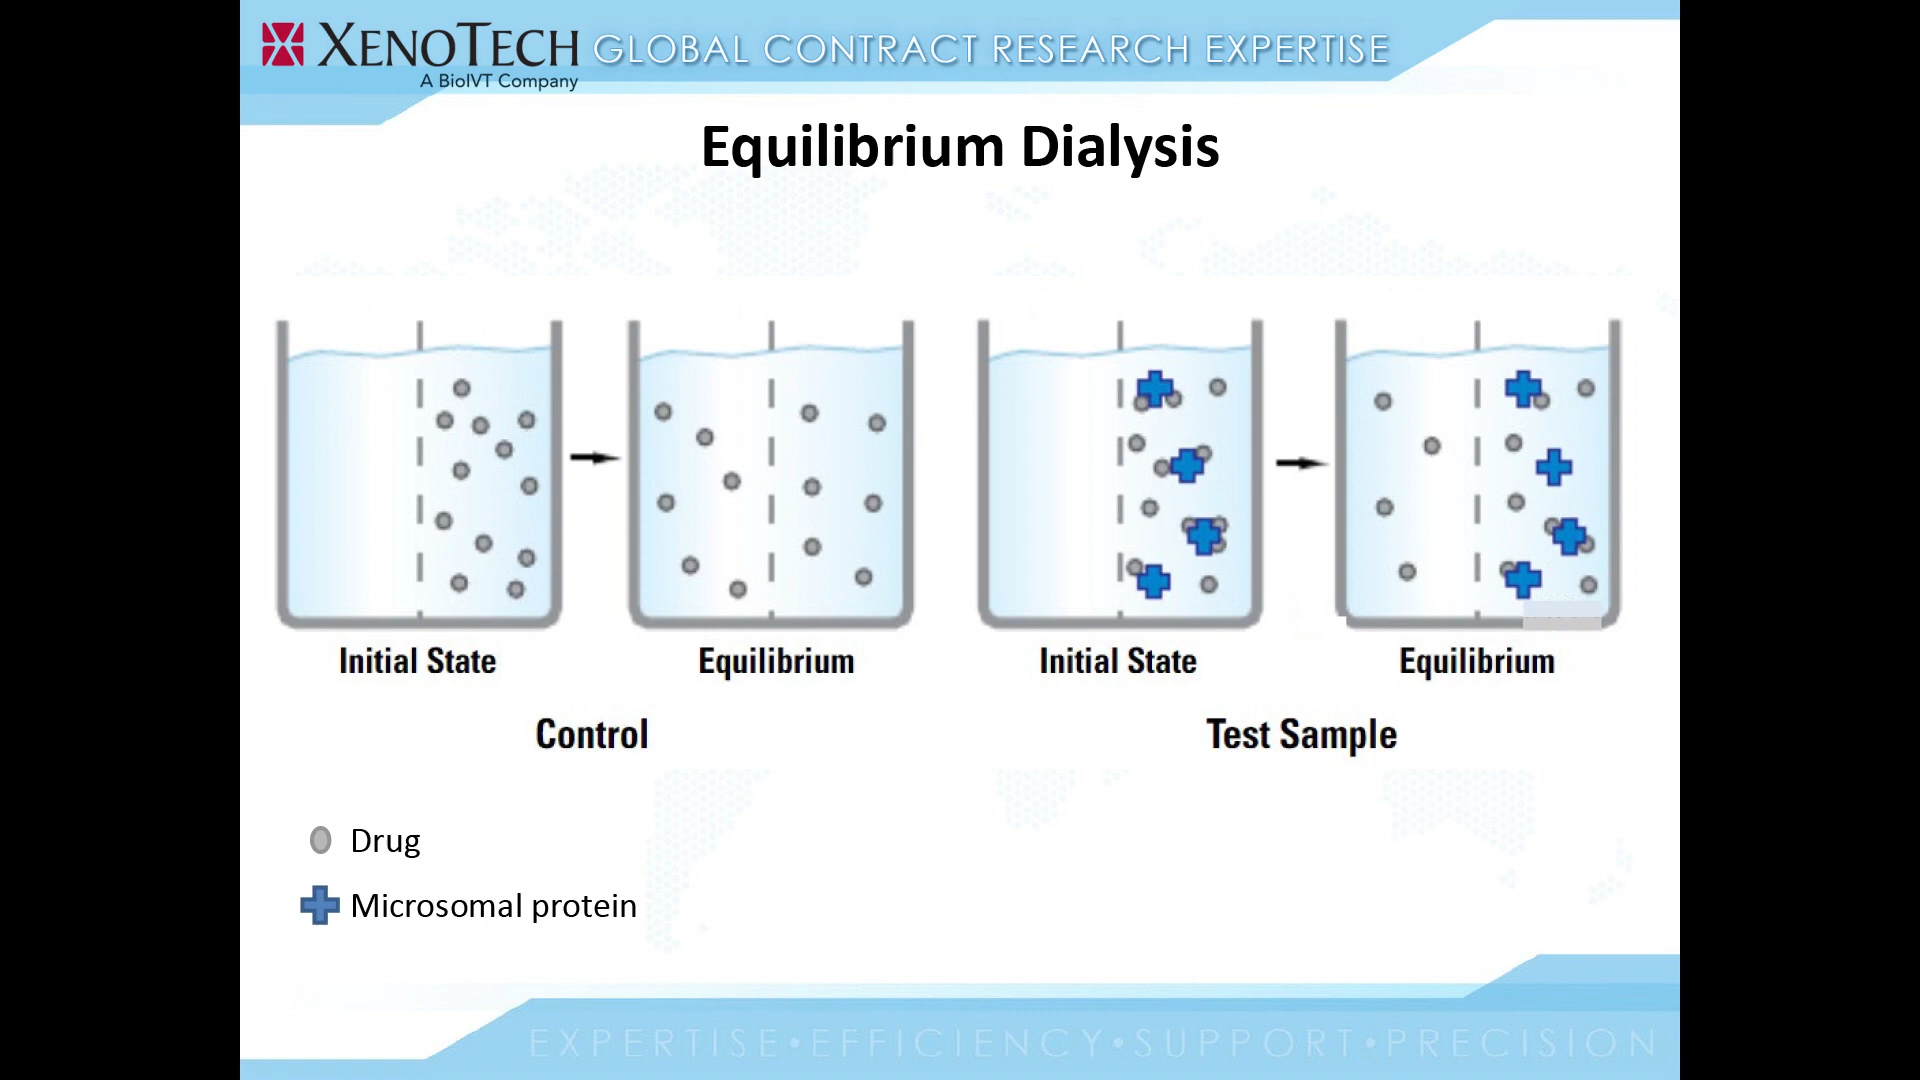 XENOTECH GLOBAL CONTRACT RESEARCH EXPERTISE
A BioIVT Company
Equilibrium Dialysis
Initial State Equilibrium Initial State Equilibrium
Control Test Sample
Drug
Microsomal protein
EXPERTISE•EFFICIENCY•SUPPORT•PRECISION